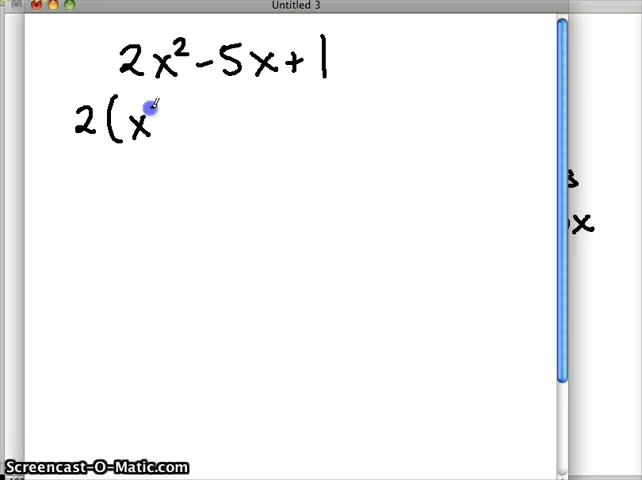 Untitled 3
2x² - 5x + 1
2(x
x
Screencast-O-Matic.com